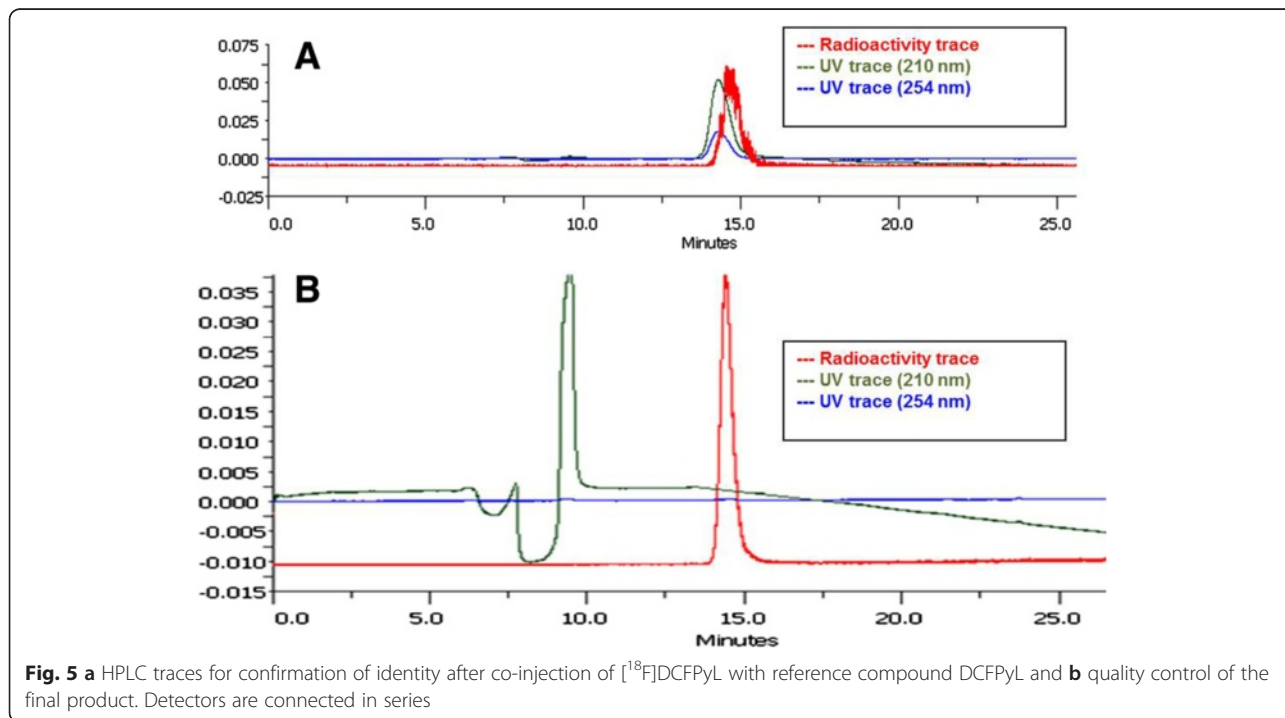 A
0.075
0.050
0.025
0.000
-0.025
0.0 5.0 10.0 15.0 20.0 25.0
Minutes
--- Radioactivity trace
--- UV trace (210 nm)
--- UV trace (254 nm)
B
0.035
0.030
0.025
0.020
0.015
0.010
0.005
0.000
-0.005
-0.010
-0.015
0.0 5.0 10.0 15.0 20.0 25.0
Minutes
--- Radioactivity trace
--- UV trace (210 nm)
--- UV trace (254 nm)
Fig. 5 a HPLC traces for confirmation of identity after co-injection of [¹⁸F]DCFPyL with reference compound DCFPyL and b quality control of the
final product. Detectors are connected in series